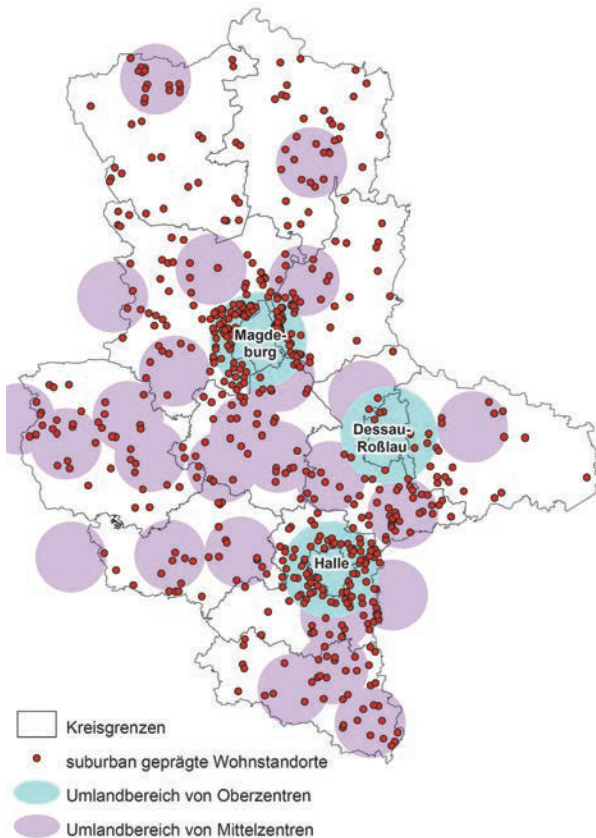 Magde-
burg
Dessau-
Roßlau
Halle
Kreisgrenzen
suburban geprägte Wohnstandorte
Umlandbereich von Oberzentren
Umlandbereich von Mittelzentren